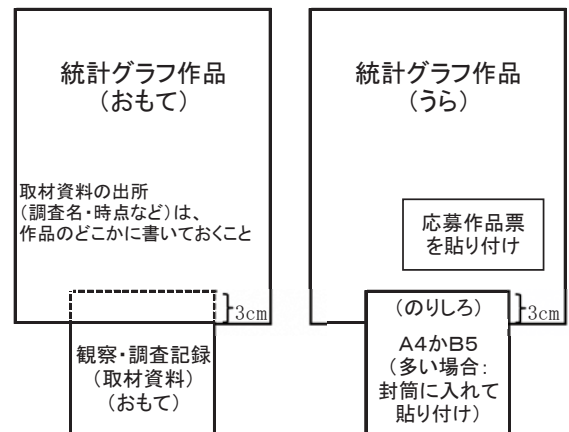 統計グラフ作品
（おもて）
取材資料の出所
（調査名・時点など）は、
作品のどこかに書いておくこと
3cm
観察・調査記録
（取材資料）
（おもて）
統計グラフ作品
（うら）
応募作品票
を貼り付け
（のりしろ）
3cm
A4かB5
（多い場合：
封筒に入れて
貼り付け）